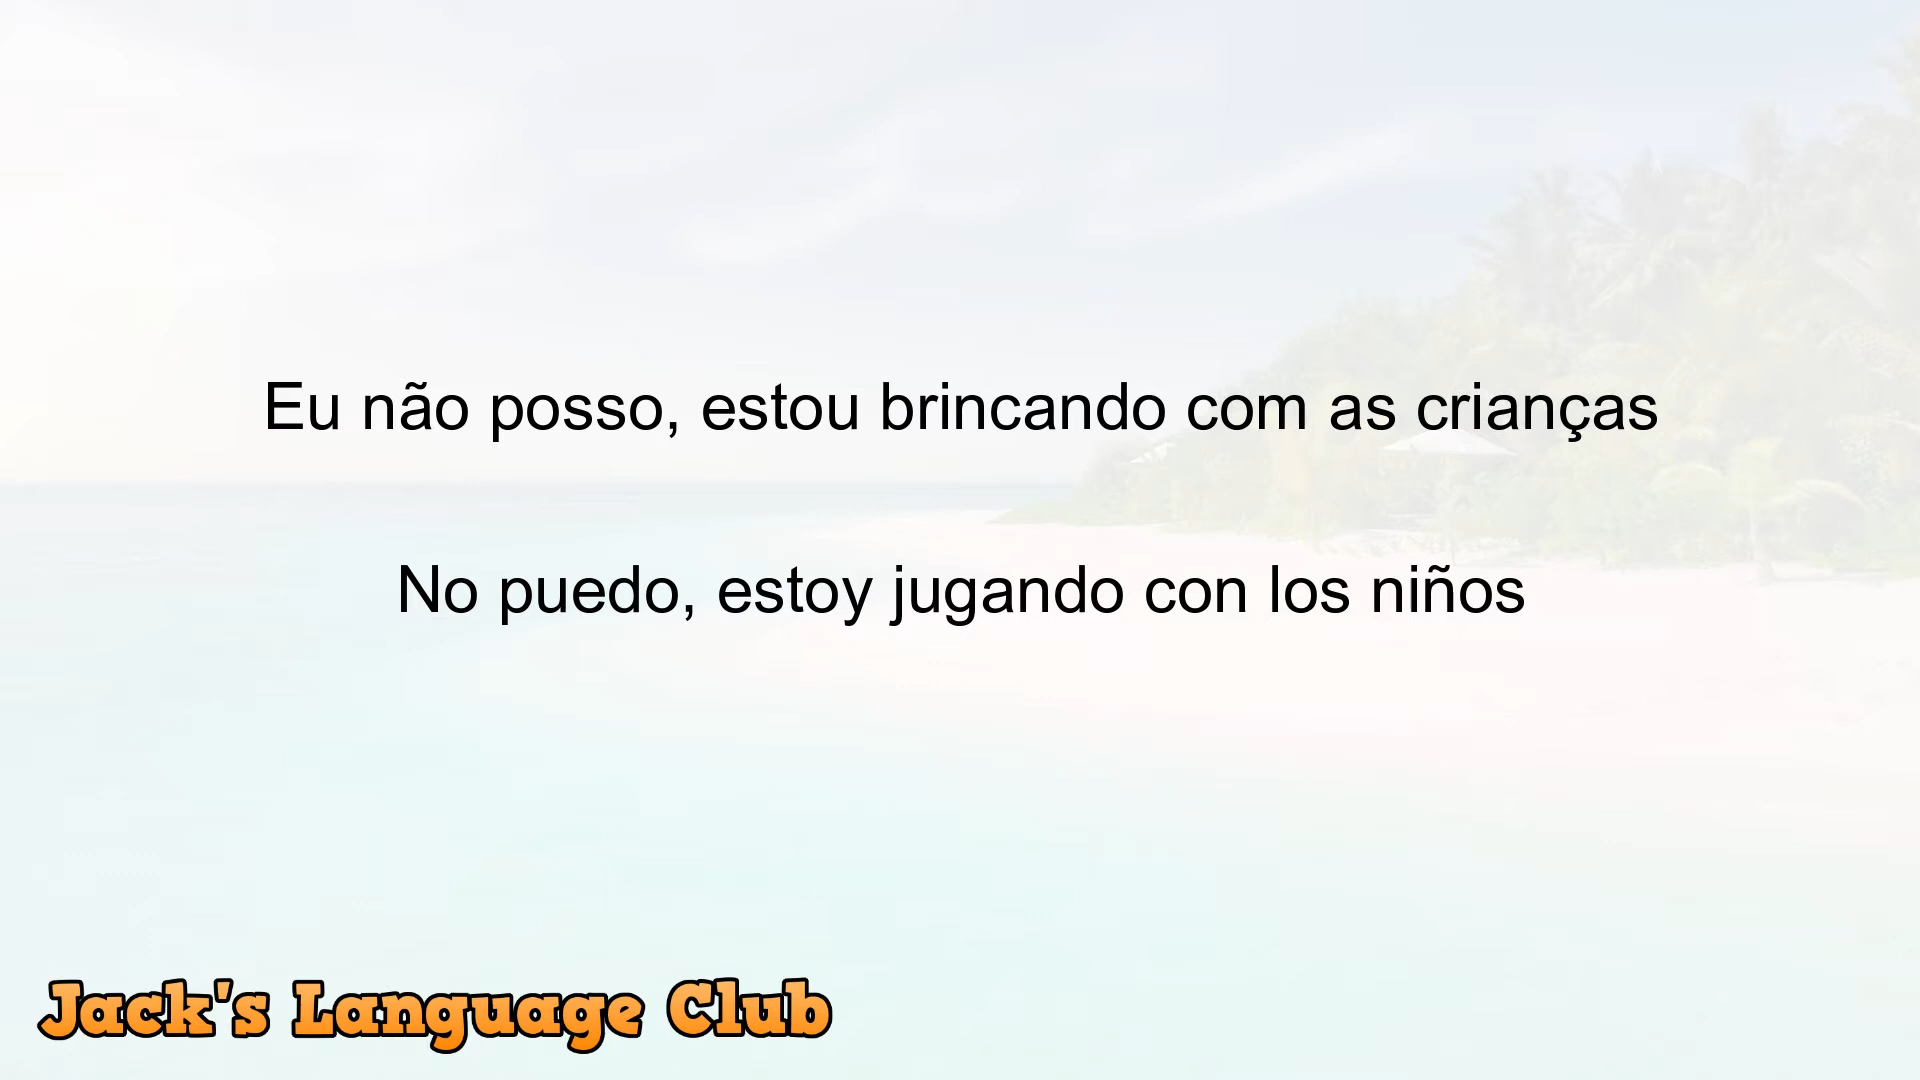 Eu não posso, estou brincando com as crianças
No puedo, estoy jugando con los niños
Jack's Language Club